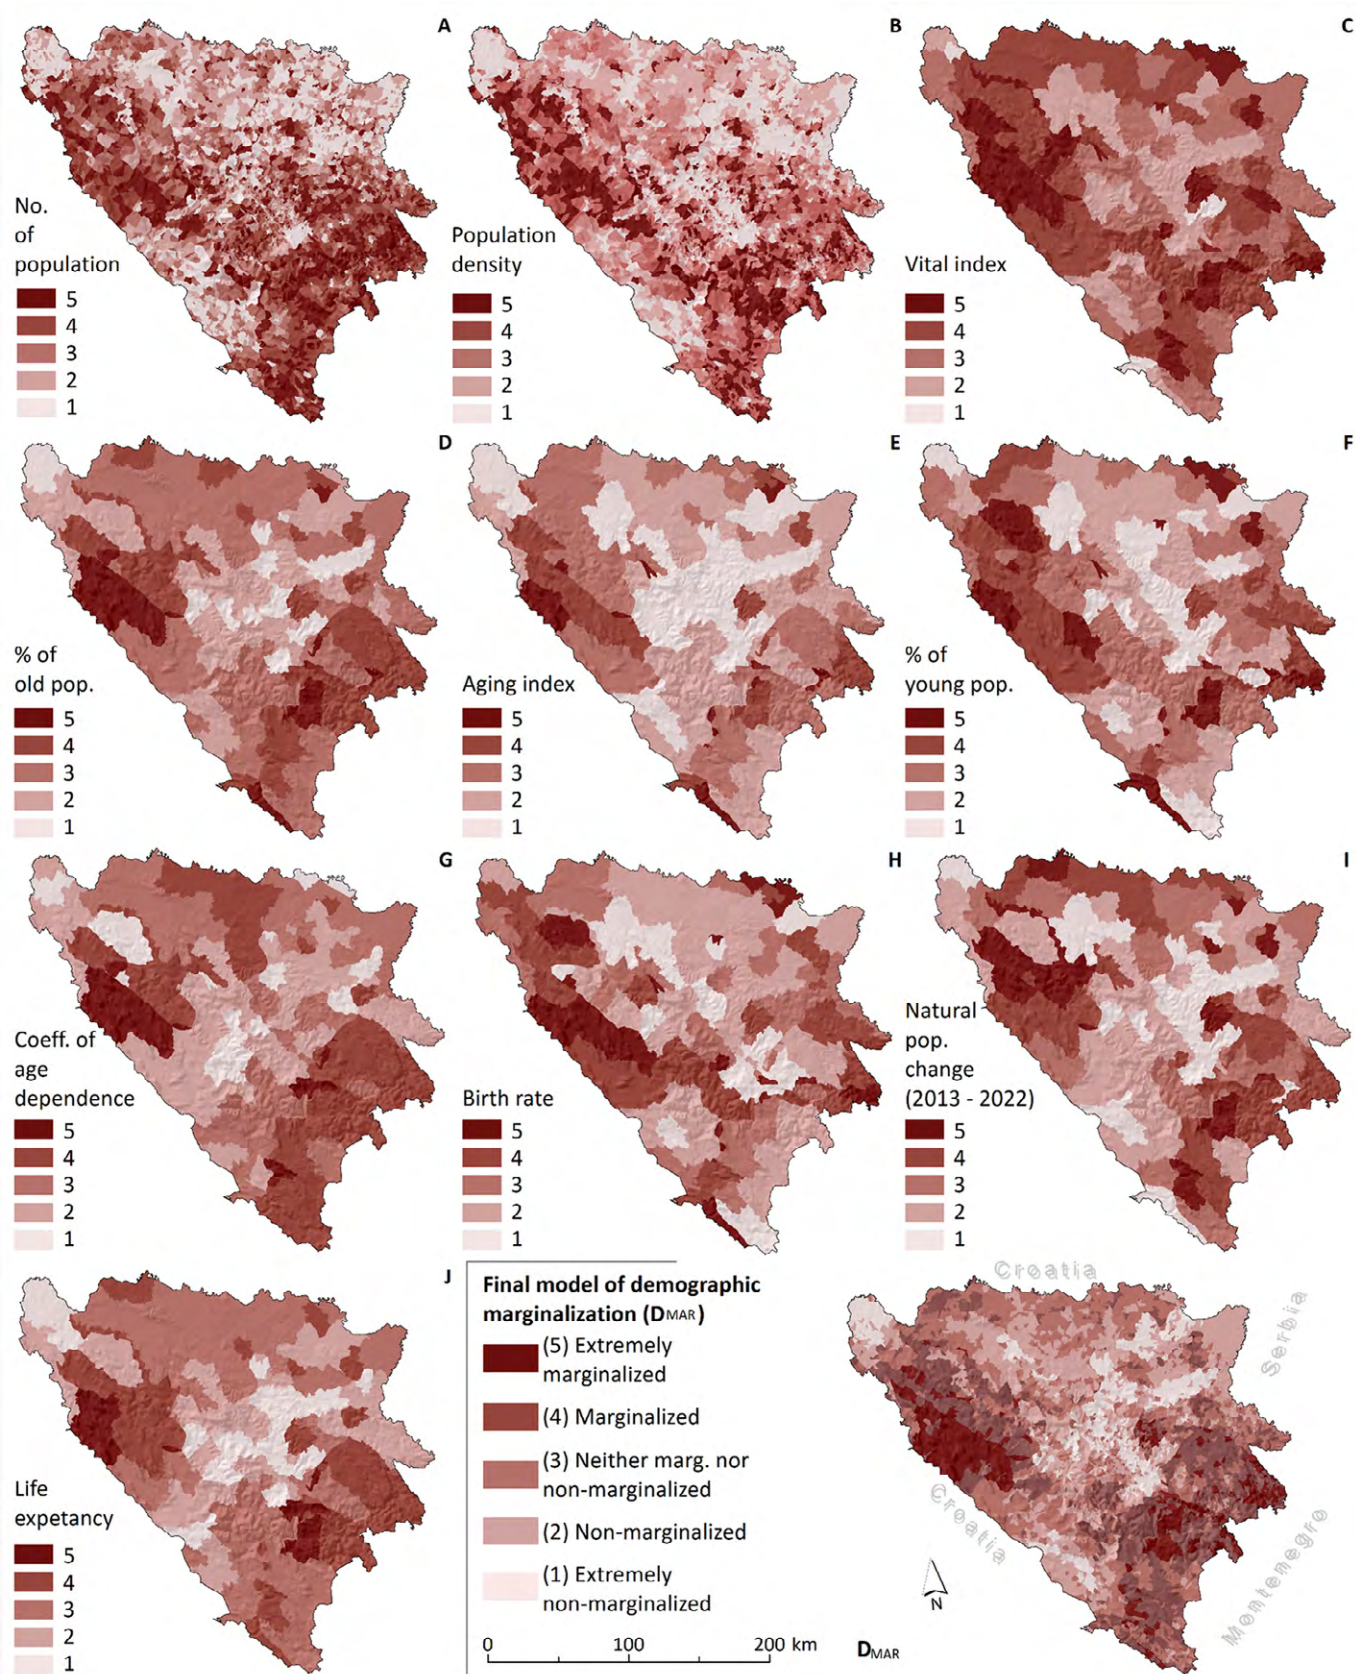 A
No.
of
population
5
4
3
2
1
B
Population
density
5
4
3
2
1
C
Vital index
5
4
3
2
1
D
% of
old pop.
5
4
3
2
1
E
Aging index
5
4
3
2
1
F
% of
young pop.
5
4
3
2
1
G
Coeff. of
age
dependence
5
4
3
2
1
H
Birth rate
5
4
3
2
1
I
Natural
pop.
change
(2013 - 2022)
5
4
3
2
1
J
Life
expetancy
5
4
3
2
1
Final model of demographic
marginalization (DMAR)
(5) Extremely
marginalized
(4) Marginalized
(3) Neither marg. nor
non-marginalized
(2) Non-marginalized
(1) Extremely
non-marginalized
0 100 200 km
Croatia
Serbia
Croatia
Montenegro
N
DMAR